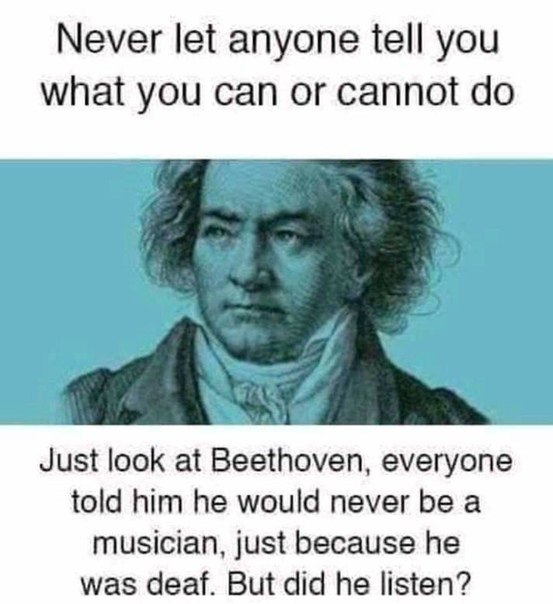 Never let anyone tell you
what you can or cannot do
Just look at Beethoven, everyone
told him he would never be a
musician, just because he
was deaf. But did he listen?